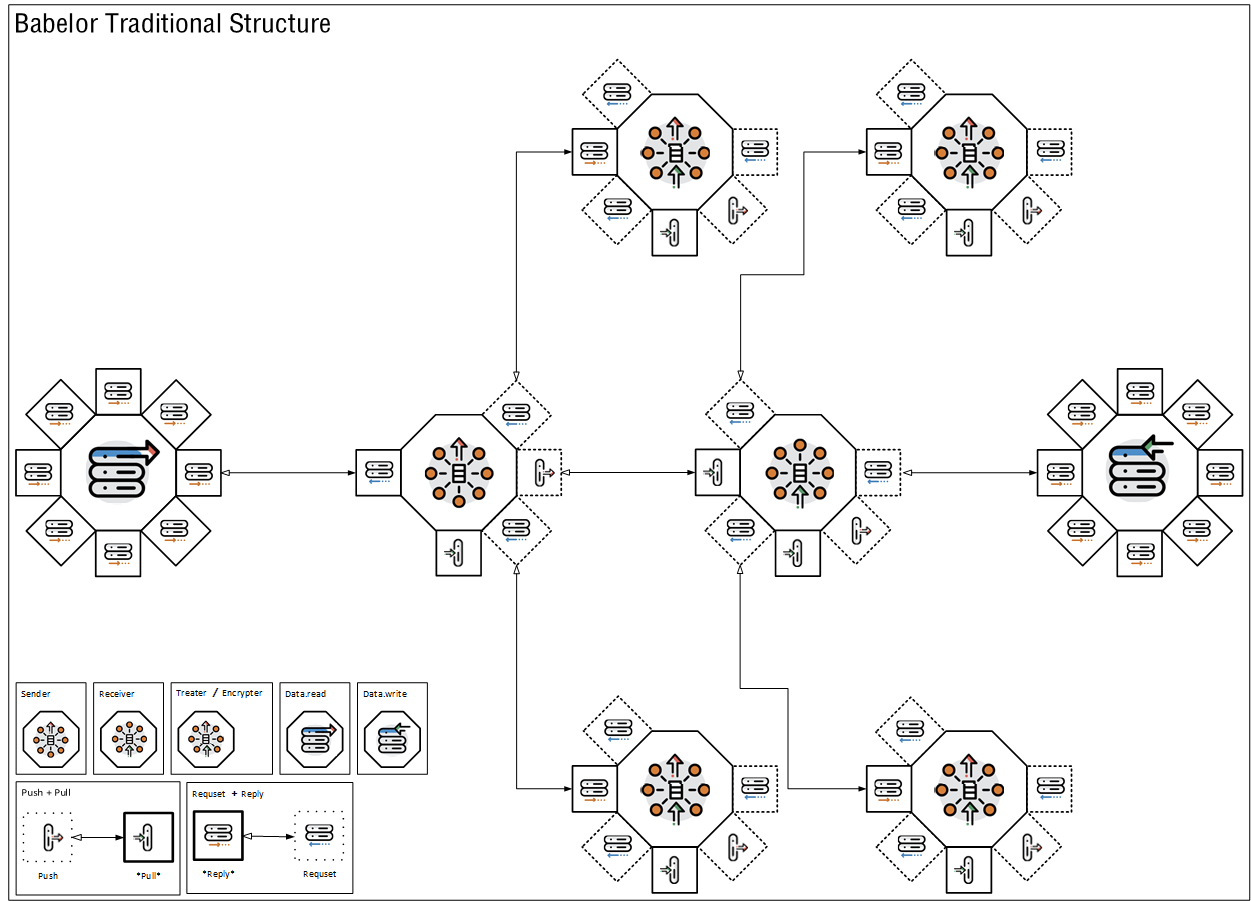 Babelor Traditional Structure
Sender
Receiver
Treater / Encrypter
Data.read
Data.write
Push + Pull
Push
*Pull*
Requset + Reply
*Reply*
Requset